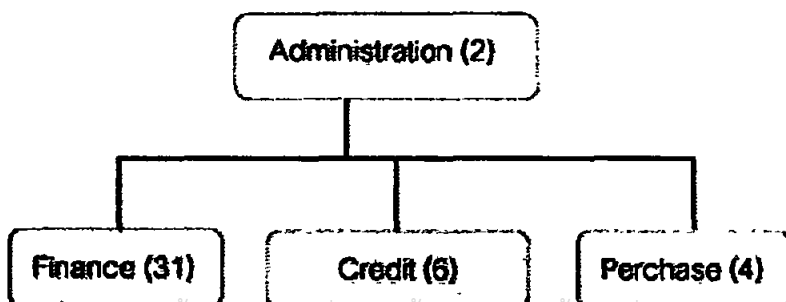 Administration (2)
Finance (31)
Credit (6)
Perchase (4)